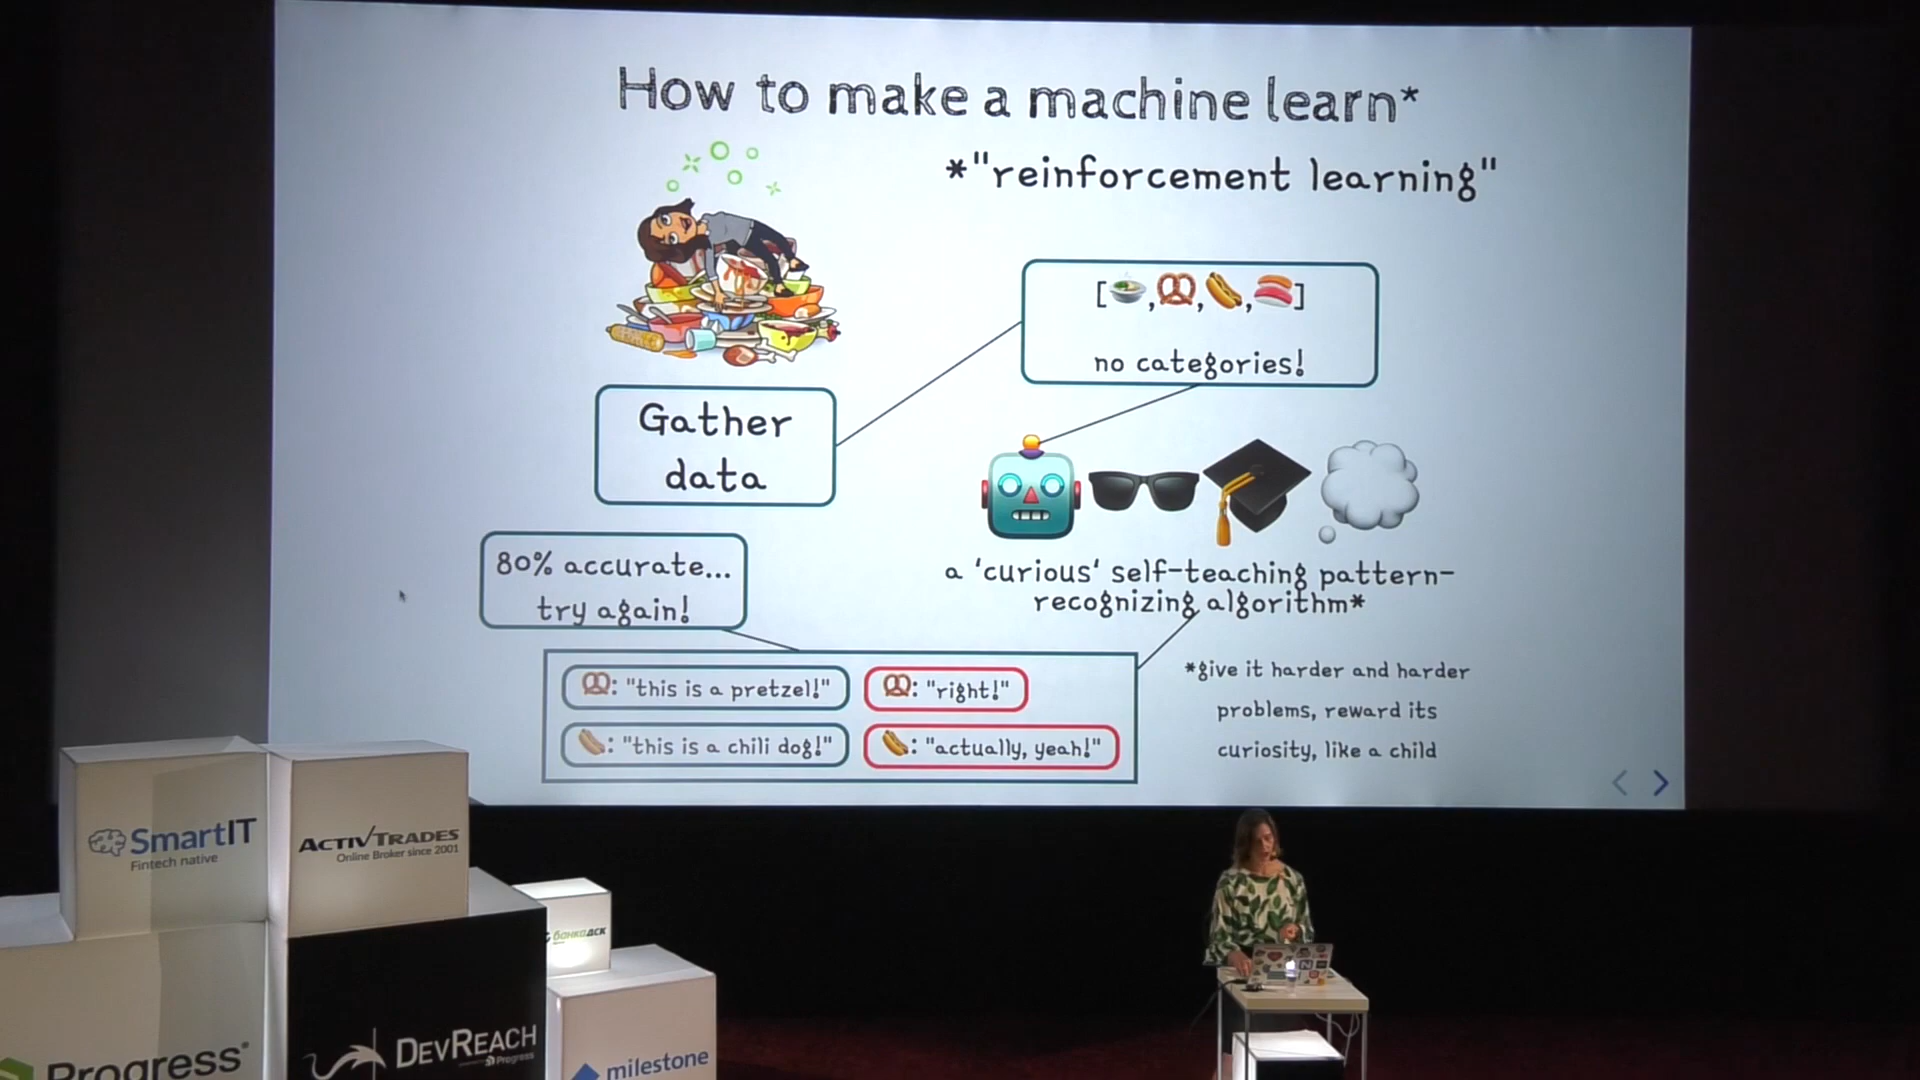 How to make a machine learn*
*"reinforcement learning"
[ , , , ]
no categories!
Gather
data
80% accurate...
try again!
a 'curious' self-teaching pattern-
recognizing algorithm*
: "this is a pretzel!"
: "right!"
: "this is a chili dog!"
: "actually, yeah!"
*give it harder and harder
problems, reward its
curiosity, like a child
SmartIT
Fintech native
ACTIVTRADES
Online Broker since 2001
банкаДСК
Progress®
DEVREACH
Progress
milestone